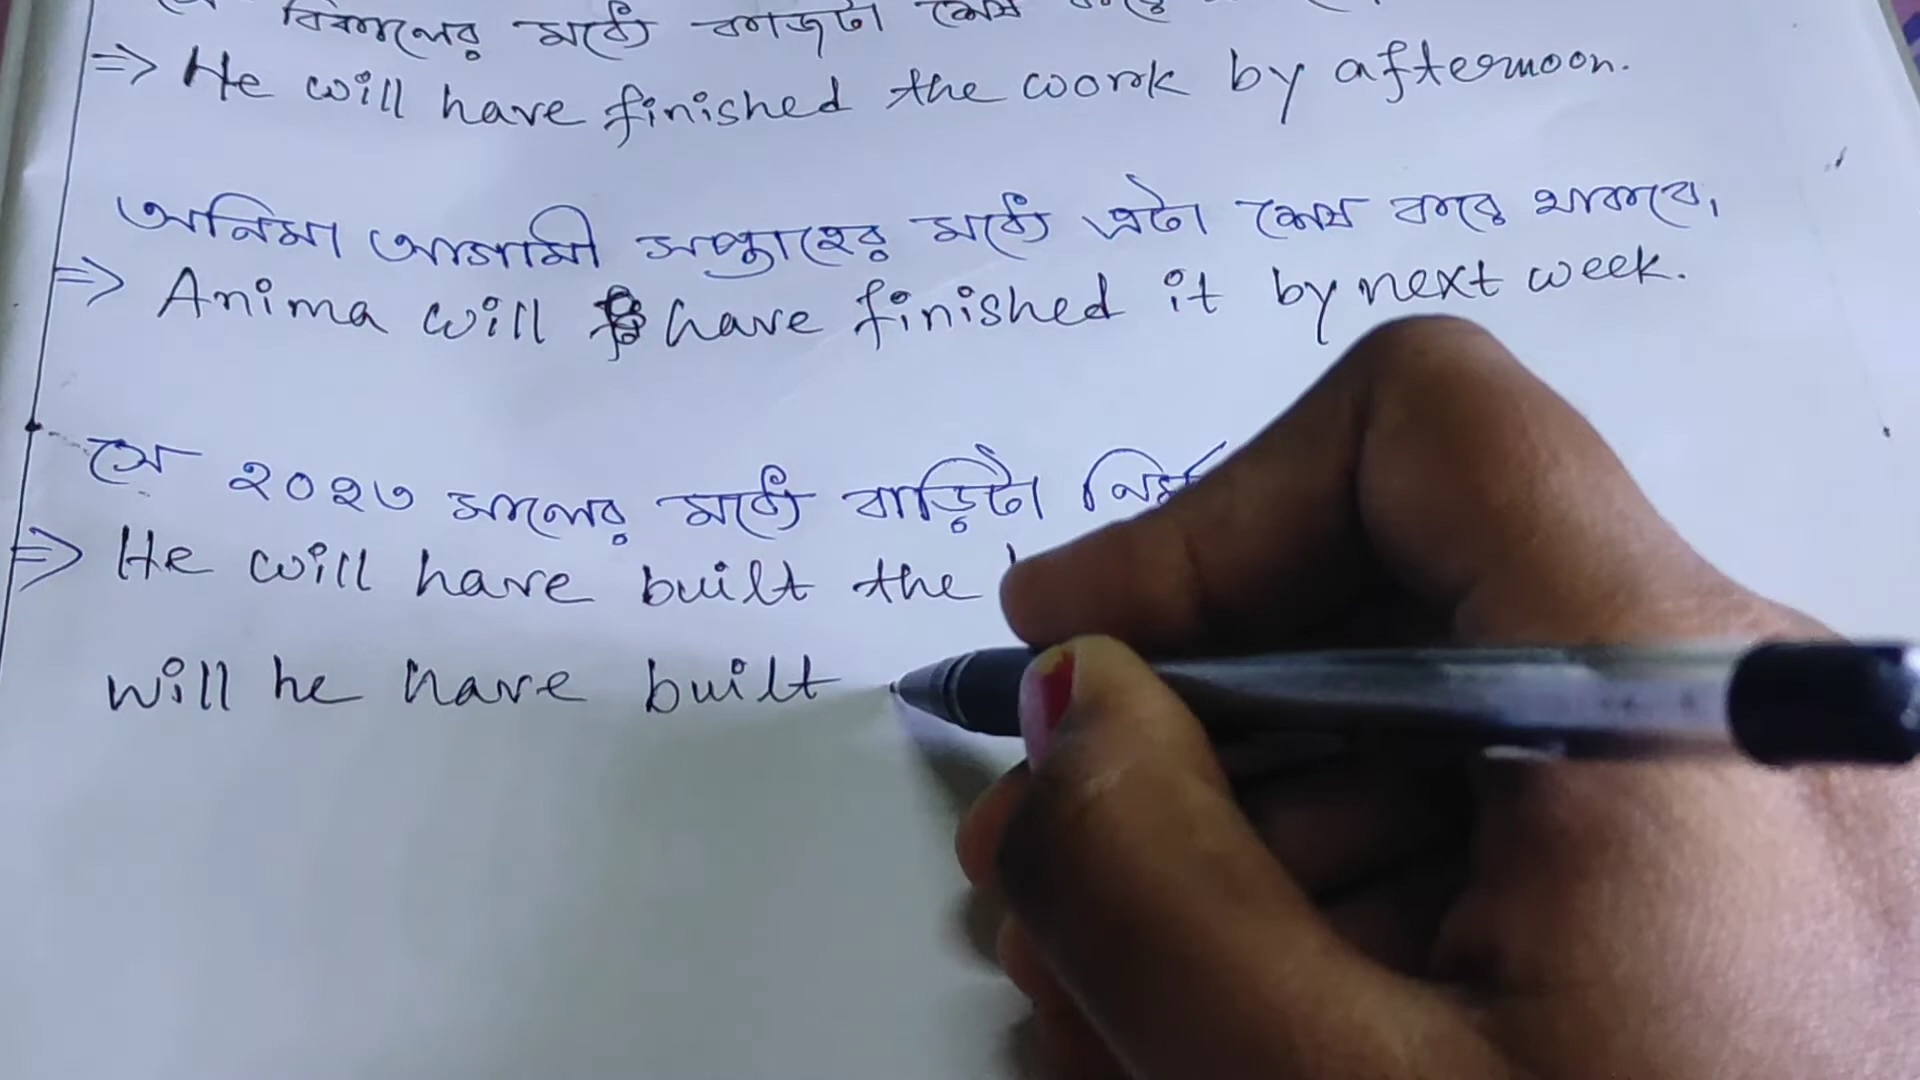 বিকালের মধ্যে কাজটা শেষ
⇒ He will have finished the work by afternoon.
অনিমা আগামী সপ্তাহের মধ্যে এটা শেষ করে থাকবে।
⇒ Anima will have finished it by next week.
সে ২০২৩ সালের মধ্যে বাড়িটা
⇒ He will have built the
will he have built